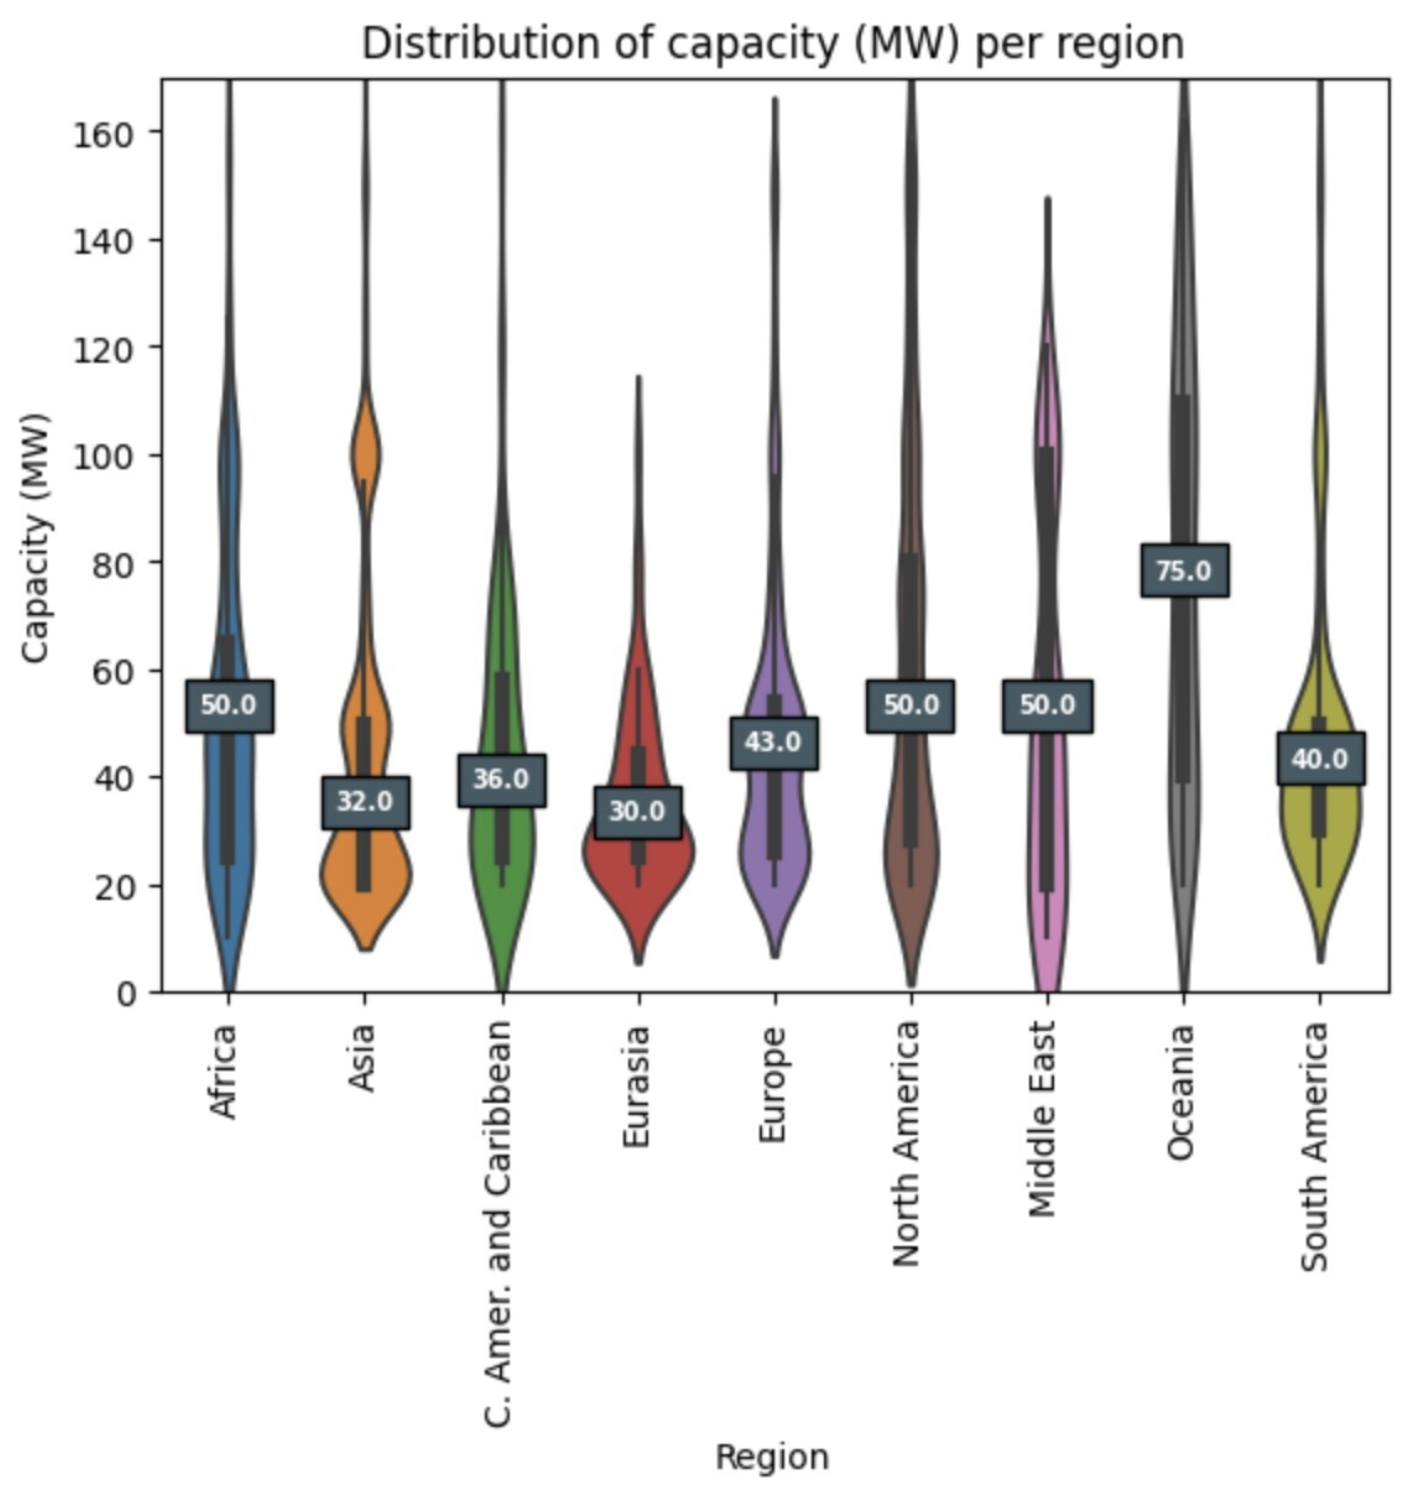 Distribution of capacity (MW) per region
160
140
120
100
80
60
40
20
0
Capacity (MW)
50.0
32.0
36.0
30.0
43.0
50.0
50.0
75.0
40.0
Africa
Asia
C. Amer. and Caribbean
Eurasia
Europe
North America
Middle East
Oceania
South America
Region